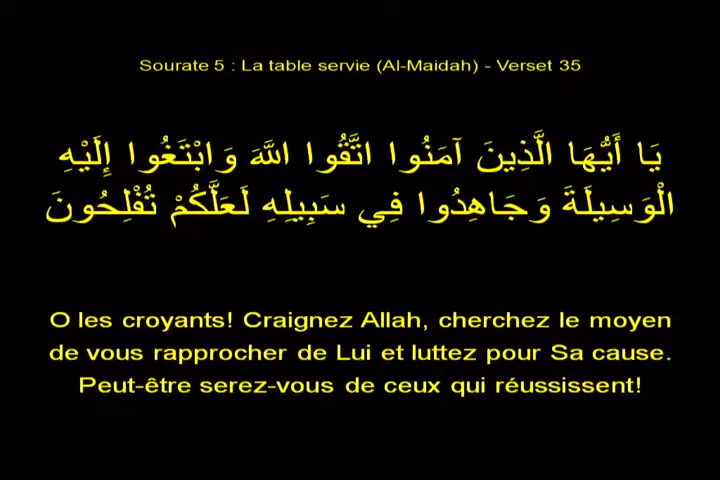 Sourate 5 : La table servie (Al-Maidah) - Verset 35
يَا أَيُّهَا الَّذِينَ آمَنُوا اتَّقُوا اللَّهَ وَابْتَغُوا إِلَيْهِ
الْوَسِيلَةَ وَجَاهِدُوا فِي سَبِيلِهِ لَعَلَّكُمْ تُفْلِحُونَ
O les croyants! Craignez Allah, cherchez le moyen
de vous rapprocher de Lui et luttez pour Sa cause.
Peut-être serez-vous de ceux qui réussissent!